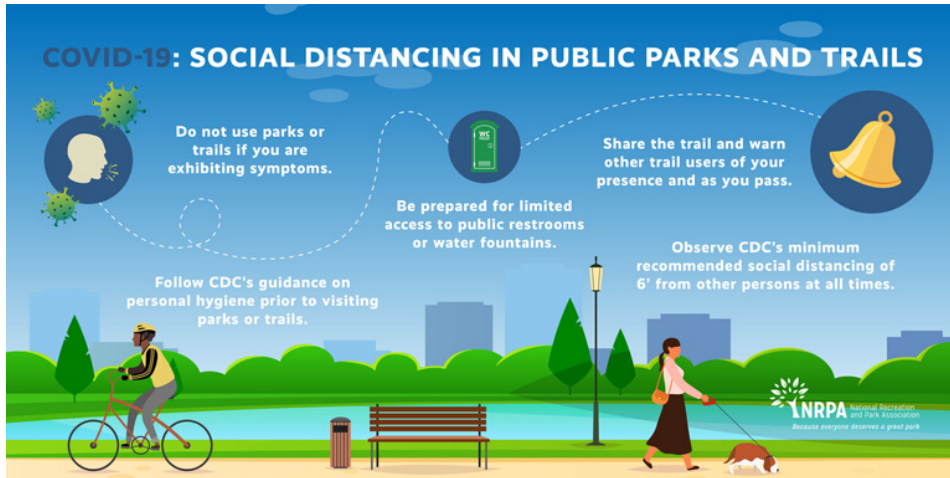 COVID-19: SOCIAL DISTANCING IN PUBLIC PARKS AND TRAILS
Do not use parks or
trails if you are
exhibiting symptoms.
WC
Be prepared for limited
access to public restrooms
or water fountains.
Share the trail and warn
other trail users of your
presence and as you pass.
Follow CDC's guidance on
personal hygiene prior to visiting
parks or trails.
Observe CDC's minimum
recommended social distancing of
6' from other persons at all times.
NRPA National Recreation
and Park Association
Because everyone deserves a great park